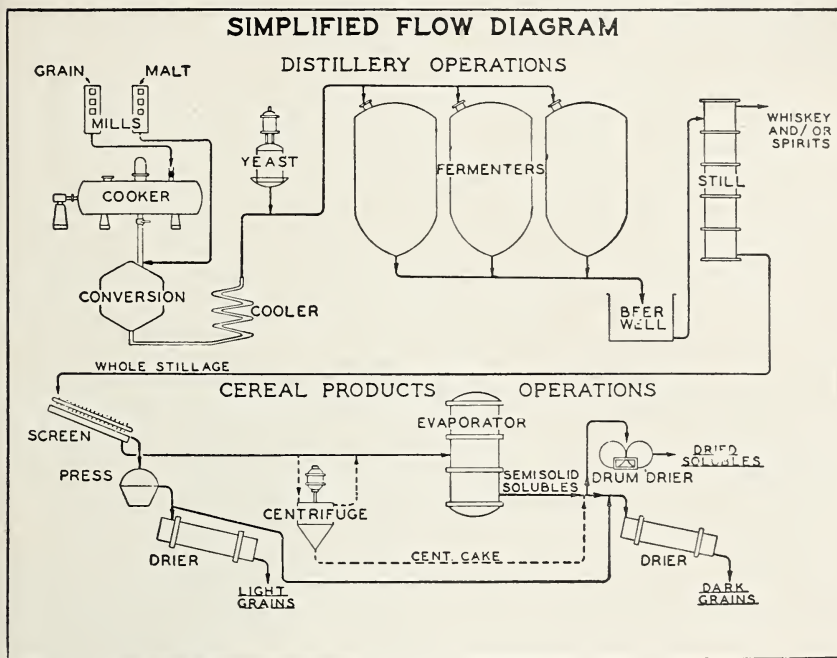 SIMPLIFIED FLOW DIAGRAM
DISTILLERY OPERATIONS
GRAIN
MALT
MILLS
COOKER
CONVERSION
COOLER
YEAST
FERMENTERS
BEER
WELL
STILL
WHISKEY
AND/OR
SPIRITS
WHOLE STILLAGE
CEREAL PRODUCTS OPERATIONS
SCREEN
PRESS
DRIER
LIGHT
GRAINS
CENTRIFUGE
CENT. CAKE
EVAPORATOR
SEMISOLID
SOLUBLES
DRUM DRIER
DRIED
SOLUBLES
DRIER
DARK
GRAINS